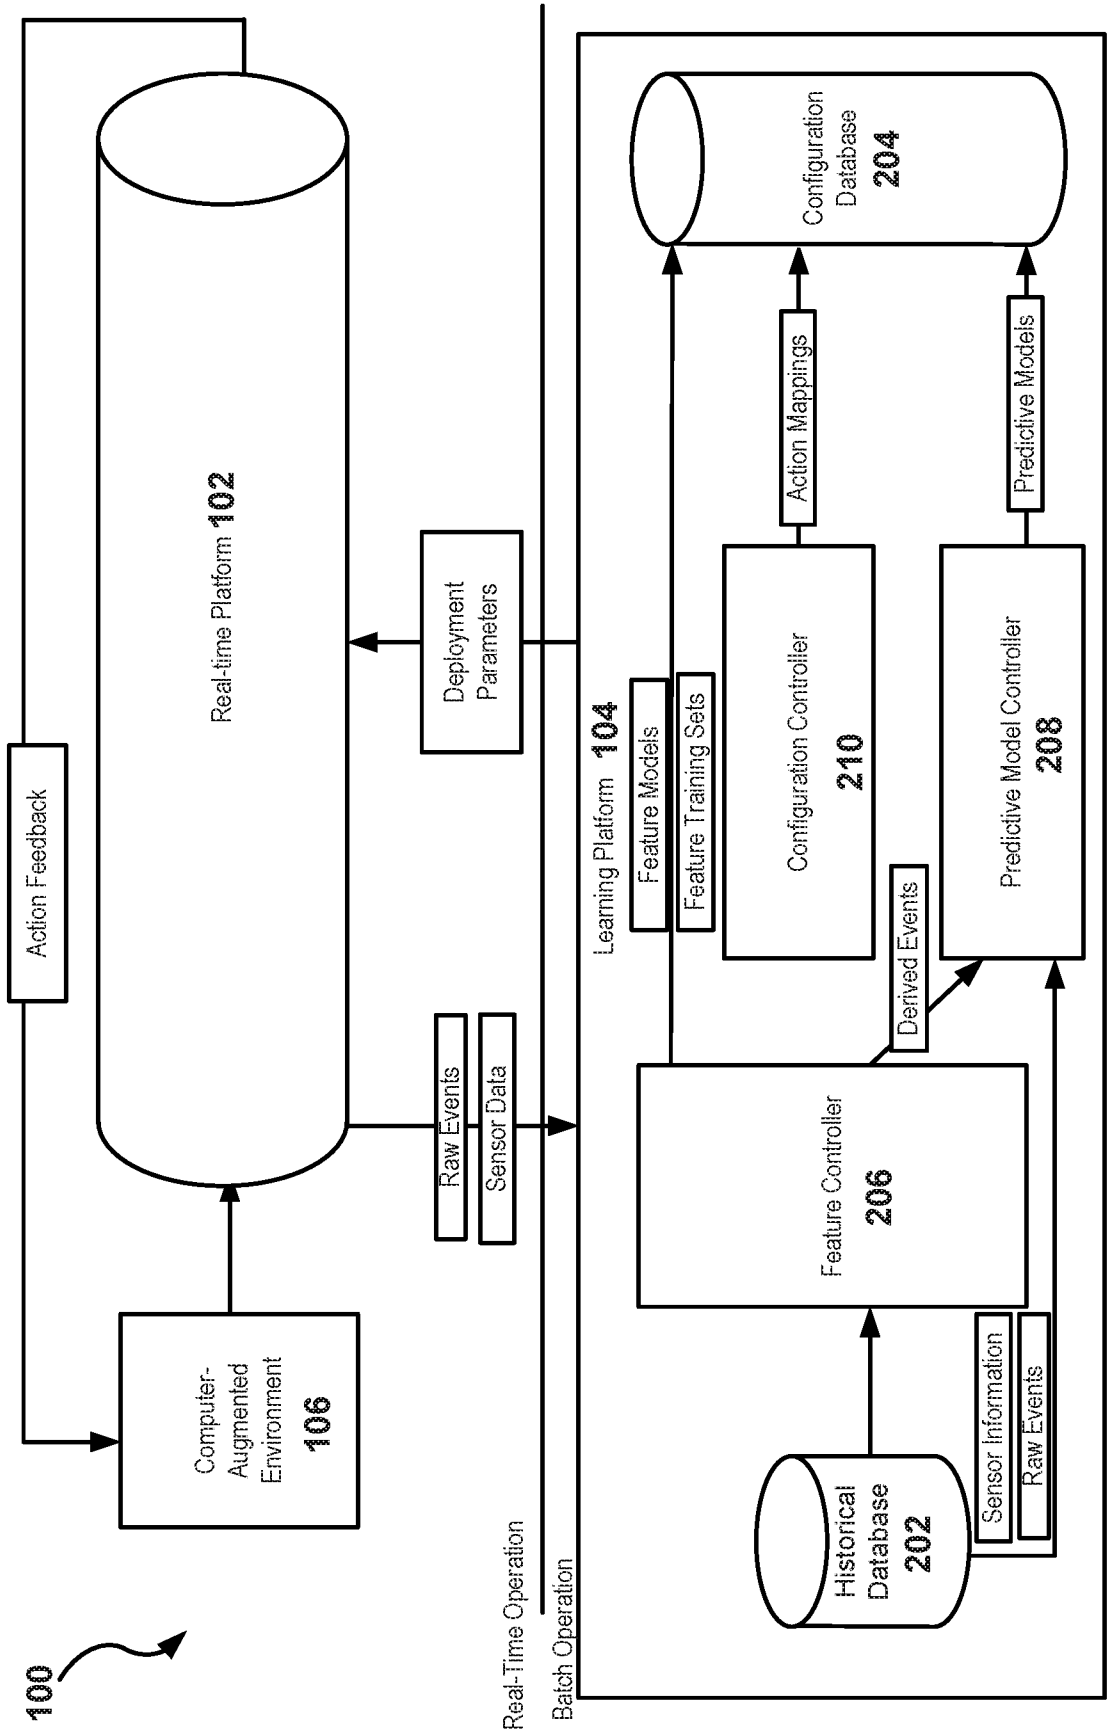 100
Action Feedback
Computer-
Augmented
Environment
106
Real-time Platform 102
Raw Events
Sensor Data
Deployment
Parameters
Real-Time Operation
Batch Operation
Learning Platform 104
Feature Models
Feature Training Sets
Historical
Database
202
Sensor Information
Raw Events
Feature Controller
206
Derived Events
Configuration Controller
210
Predictive Model Controller
208
Action Mappings
Predictive Models
Configuration
Database
204